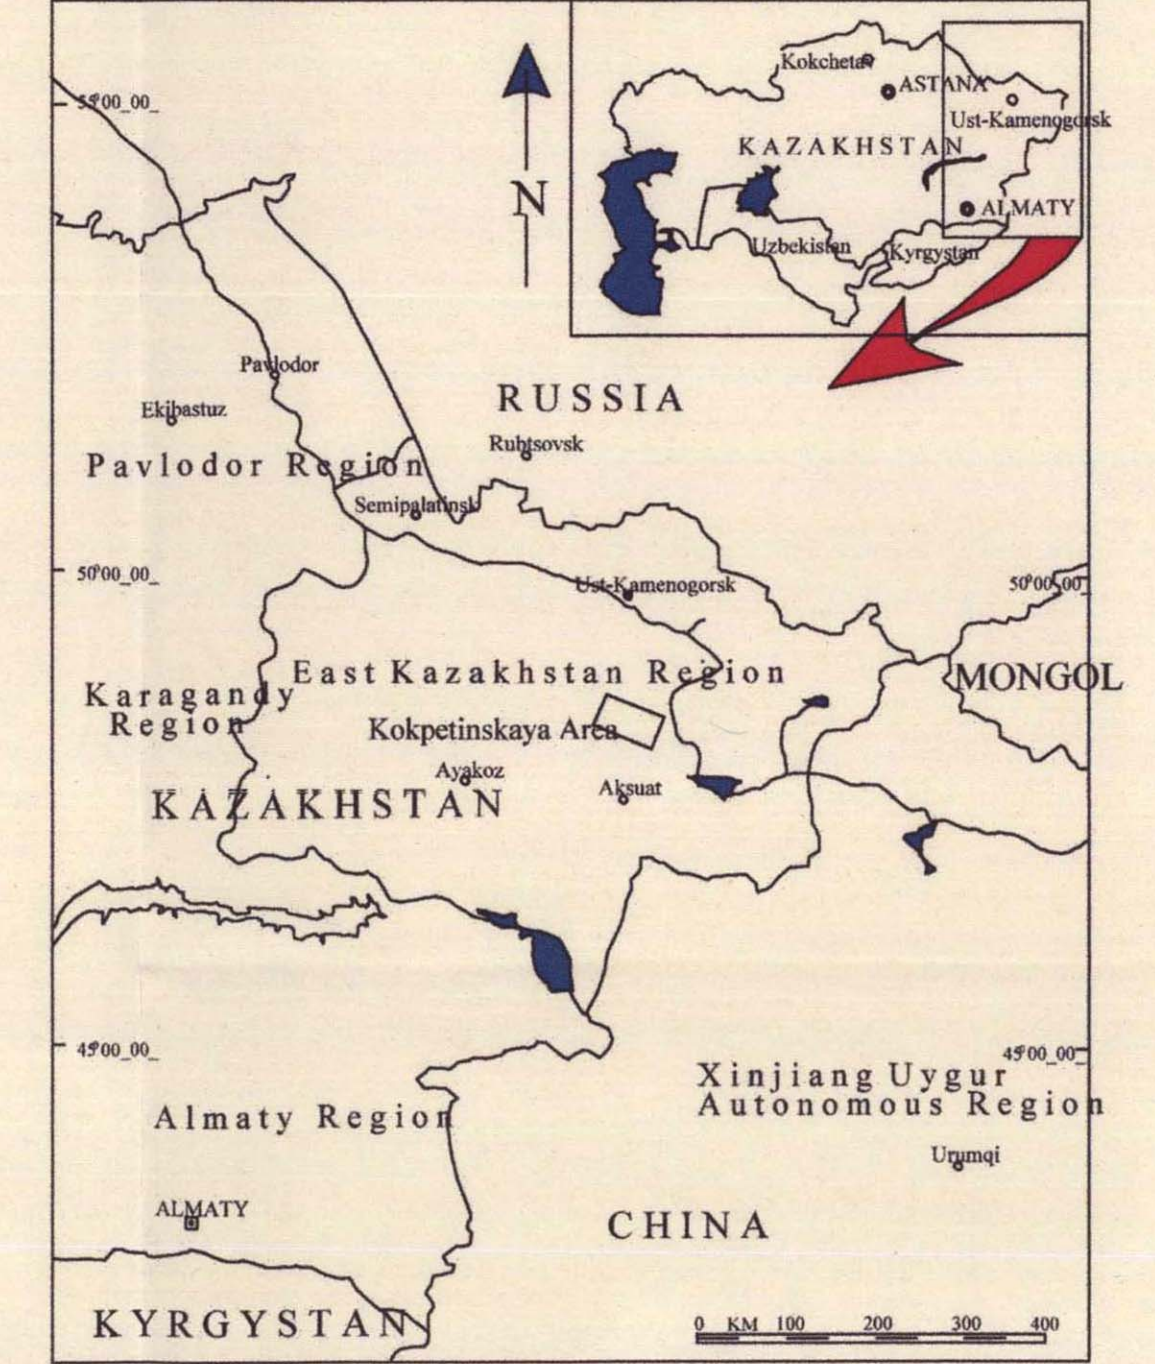 Kokchetav
ASTANA
Ust-Kamenogorsk
KAZAKHSTAN
ALMATY
Uzbekistan
Kyrgystan
55°00_00_
N
Pavlodor
RUSSIA
Ekibastuz
Rubtsovsk
Pavlodor Region
Semipalatinsk
50°00_00_
50°00_00_
Ust-Kamenogorsk
East Kazakhstan Region
MONGOL
Karagandy
Region
Kokpetinskaya Area
Ayakoz
Aksuat
KAZAKHSTAN
45°00_00_
45°00_00_
Xinjiang Uygur
Autonomous Region
Almaty Region
Urumqi
ALMATY
CHINA
KYRGYSTAN
0 KM 100 200 300 400